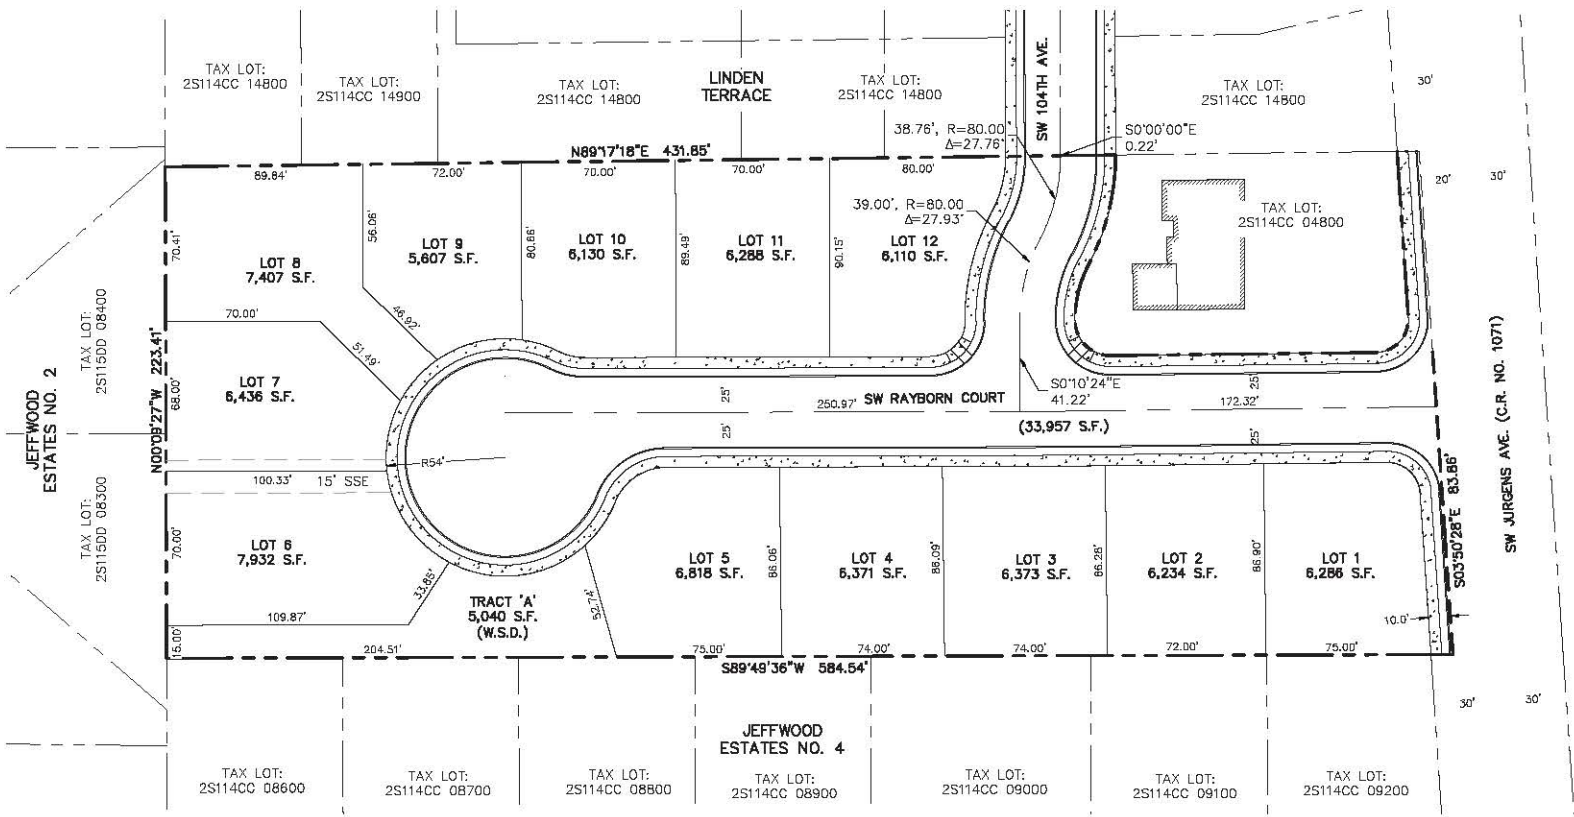 TAX LOT:
2S114CC 14800
TAX LOT:
2S114CC 14900
TAX LOT:
2S114CC 14800
LINDEN
TERRACE
TAX LOT:
2S114CC 14800
SW 104TH AVE.
TAX LOT:
2S114CC 14800
30'
38.76', R=80.00
Δ=27.76'
S0'00'00"E
0.22'
N89'17'18"E 431.85'
89.84'
72.00'
70.00'
70.00'
80.00'
20'
30'
39.00', R=80.00
Δ=27.93'
TAX LOT:
2S114CC 04800
70.41'
56.06'
80.86'
89.49'
90.15'
LOT 8
7,407 S.F.
LOT 9
5,607 S.F.
LOT 10
6,130 S.F.
LOT 11
6,288 S.F.
LOT 12
6,110 S.F.
TAX LOT:
2S115DD 08400
70.00'
46.92'
51.49'
JEFFWOOD
ESTATES NO. 2
N00'09'27"W 223.41'
68.00'
LOT 7
6,436 S.F.
25'
250.97'
SW RAYBORN COURT
S0'10'24"E
41.22'
25'
172.32'
(33,957 S.F.)
25'
25'
SW JURGENS AVE. (C.R. NO. 1071)
R54'
100.33'
15' SSE
S03'50'28"E 83.86'
TAX LOT:
2S115DD 08300
70.00'
LOT 6
7,932 S.F.
33.85'
TRACT 'A'
5,040 S.F.
(W.S.D.)
52.74'
LOT 5
6,818 S.F.
86.06'
LOT 4
6,371 S.F.
86.09'
LOT 3
6,373 S.F.
86.28'
LOT 2
6,234 S.F.
86.90'
LOT 1
6,286 S.F.
10.0'
109.87'
15.00'
204.51'
75.00'
74.00'
74.00'
72.00'
75.00'
S89'49'36"W 584.54'
30'
30'
JEFFWOOD
ESTATES NO. 4
TAX LOT:
2S114CC 08600
TAX LOT:
2S114CC 08700
TAX LOT:
2S114CC 08800
TAX LOT:
2S114CC 08900
TAX LOT:
2S114CC 09000
TAX LOT:
2S114CC 09100
TAX LOT:
2S114CC 09200